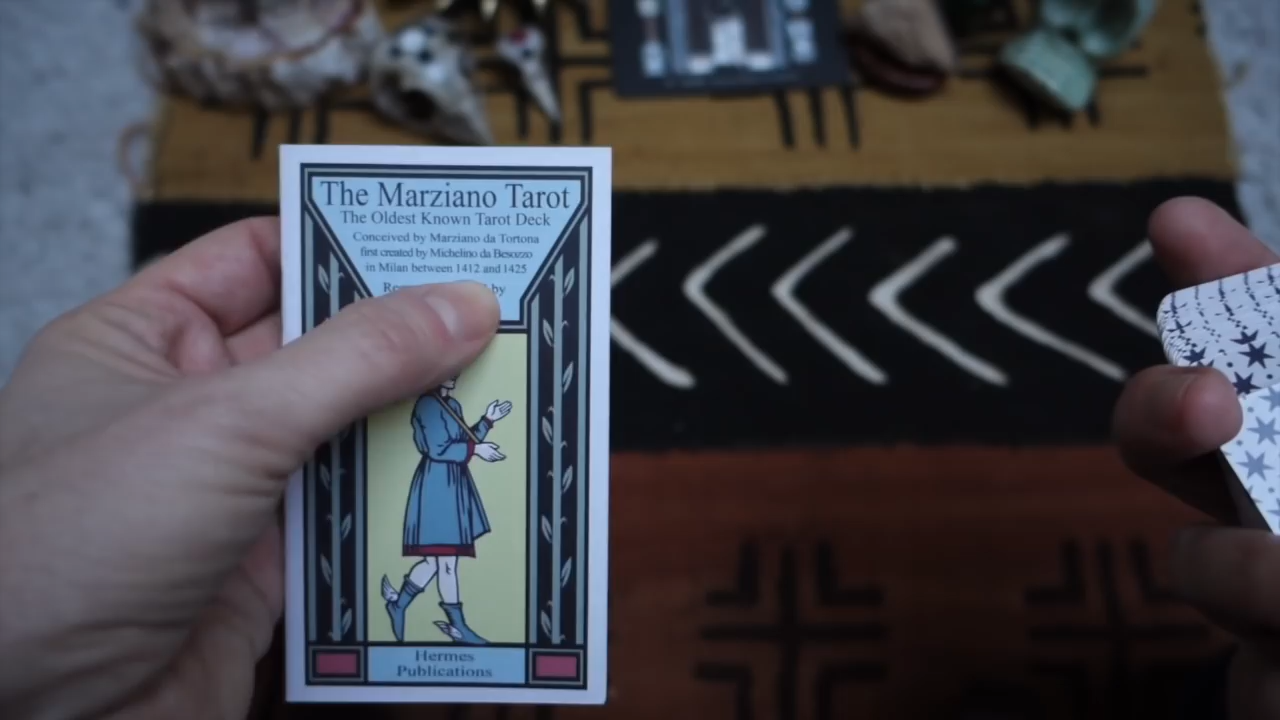 The Marziano Tarot
The Oldest Known Tarot Deck
Conceived by Marziano da Tortona
first created by Michelino da Besozzo
in Milan between 1412 and 1425
by
Hermes
Publications